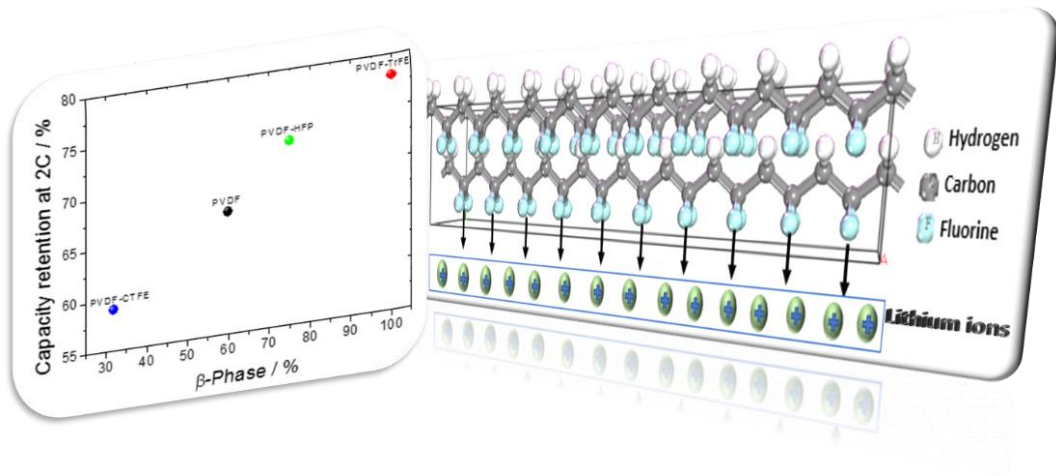 Capacity retention at 2C / %
80
75
70
65
60
55
PVDF-TrFE
PVDF-HFP
PVDF
PVDF-CTFE
30 40 50 60 70 80 90 100
β-Phase / %
H Hydrogen
Carbon
F Fluorine
A
Lithium ions